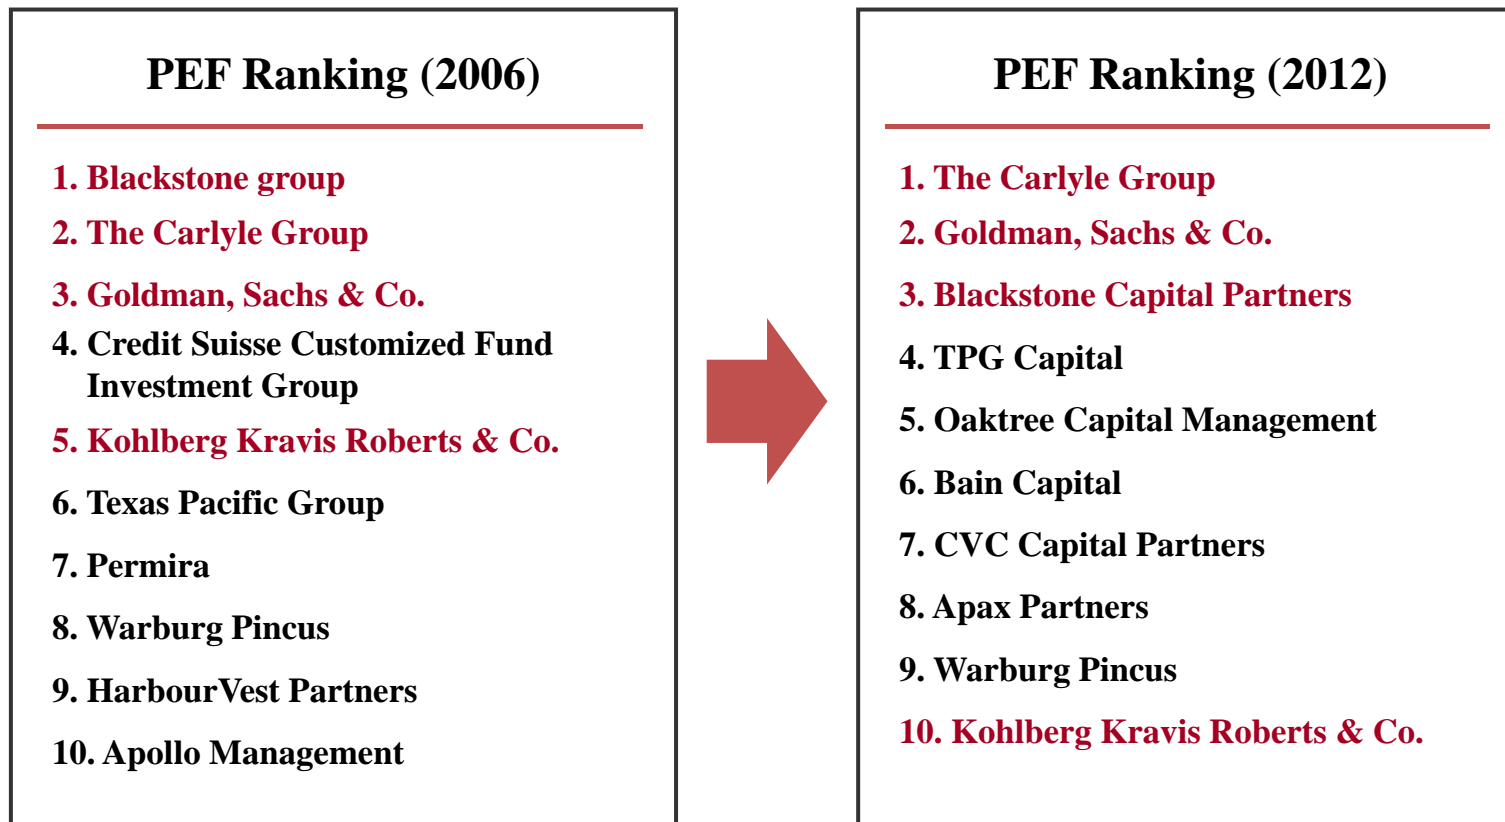 PEF Ranking (2006)
1. Blackstone group
2. The Carlyle Group
3. Goldman, Sachs & Co.
4. Credit Suisse Customized Fund
Investment Group
5. Kohlberg Kravis Roberts & Co.
6. Texas Pacific Group
7. Permira
8. Warburg Pincus
9. HarbourVest Partners
10. Apollo Management
PEF Ranking (2012)
1. The Carlyle Group
2. Goldman, Sachs & Co.
3. Blackstone Capital Partners
4. TPG Capital
5. Oaktree Capital Management
6. Bain Capital
7. CVC Capital Partners
8. Apax Partners
9. Warburg Pincus
10. Kohlberg Kravis Roberts & Co.